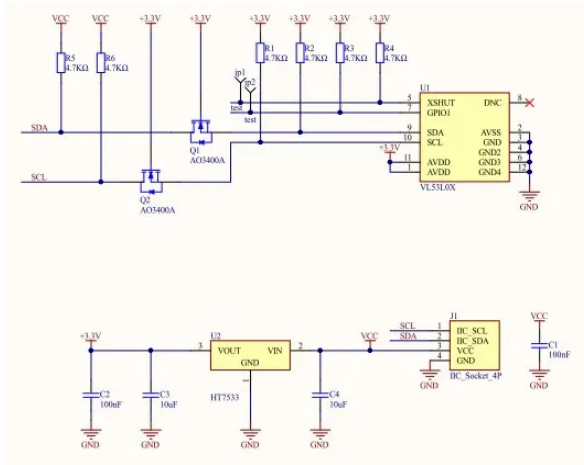 VCC VCC +3.3V +3.3V +3.3V +3.3V +3.3V +3.3V
R5 R6 R1 R2 R3 R4
4.7KΩ 4.7KΩ 4.7KΩ 4.7KΩ 4.7KΩ 4.7KΩ
jp1
jp2
test
test
U1
5 XSHUT DNC 8
7 GPIO1
SDA
9 SDA AVSS 2
10 SCL GND 3
GND2 4
+3.3V
11 AVDD GND3 6
1 AVDD GND4 12
VL53L0X
GND
Q1
AO3400A
SCL
Q2
AO3400A
+3.3V
U2
3 VOUT VIN 2
GND
1
HT7533
VCC
J1
SCL 1 IIC_SCL
SDA 2 IIC_SDA
3 VCC
4 GND
IIC_Socket_4P
GND
VCC
C1
100nF
GND
C2
100nF
C3
10uF
C4
10uF
GND GND GND GND